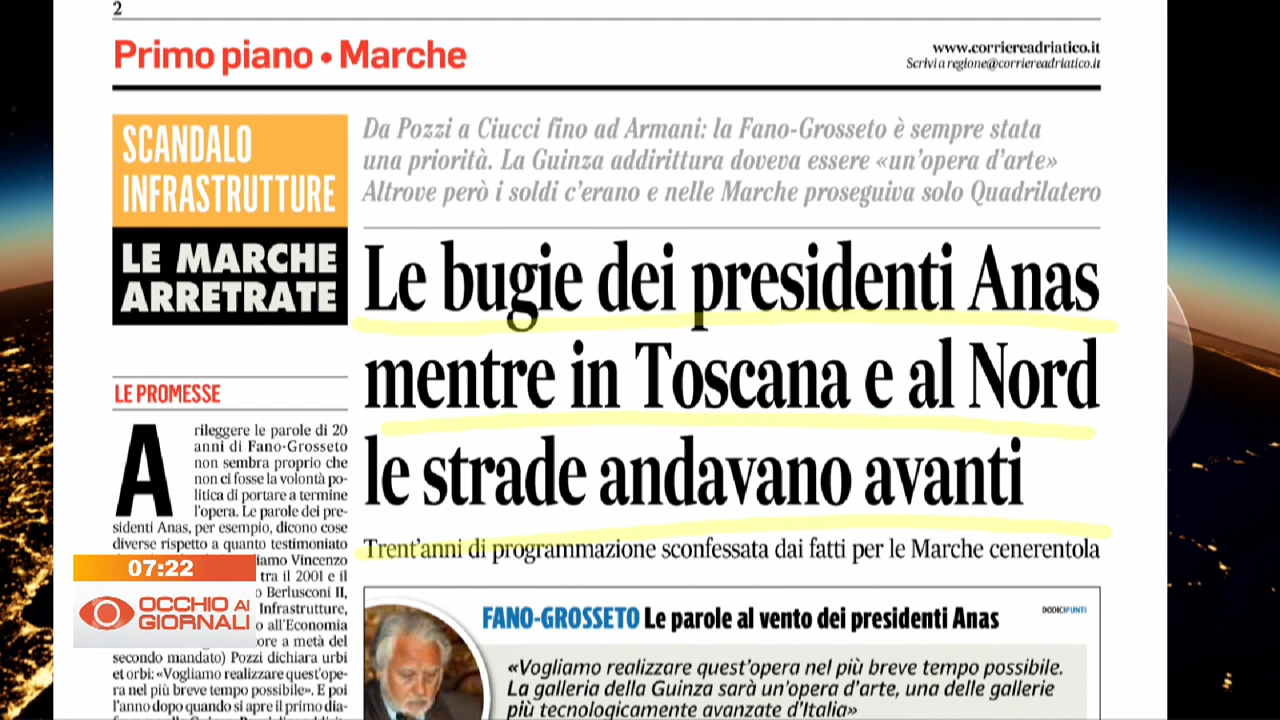 2
Primo piano • Marche
www.corriereadriatico.it
Scrivi a regione@corriereadriatico.it
SCANDALO
INFRASTRUTTURE
LE MARCHE
ARRETRATE
Da Pozzi a Ciucci fino ad Armani: la Fano-Grosseto è sempre stata
una priorità. La Guinza addirittura doveva essere «un'opera d'arte»
Altrove però i soldi c'erano e nelle Marche proseguiva solo Quadrilatero
Le bugie dei presidenti Anas
mentre in Toscana e al Nord
le strade andavano avanti
Trent'anni di programmazione sconfessata dai fatti per le Marche cenerentola
LE PROMESSE
A rileggere le parole di 20
anni di Fano-Grosseto
non sembra proprio che
non ci fosse la volontà po-
litica di portare a termine
l'opera. Le parole dei pre-
sidenti Anas, per esempio, dicono cose
diverse rispetto a quanto testimoniato
iamo Vincenzo
tra il 2001 e il
o Berlusconi II,
Infrastrutture,
o all'Economia
ore a metà del
secondo mandato) Pozzi dichiara urbi
et orbi: «Vogliamo realizzare quest'ope-
ra nel più breve tempo possibile». E poi
l'anno dopo quando si apre il primo dia-
07:22
OCCHIO AI
GIORNALI
FANO-GROSSETO Le parole al vento dei presidenti Anas
DODICIPUNTI
«Vogliamo realizzare quest'opera nel più breve tempo possibile.
La galleria della Guinza sarà un'opera d'arte, una delle gallerie
più tecnologicamente avanzate d'Italia»